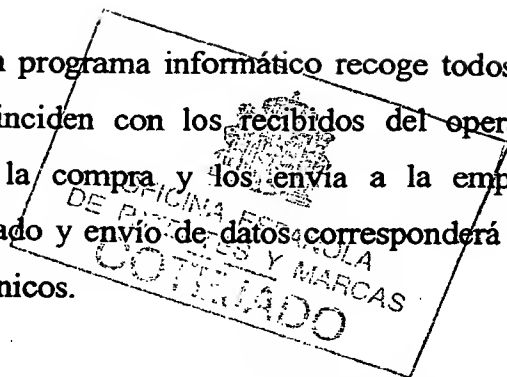 n programa informático recoge todos
inciden con los recibidos del oper
la compra y los envía a la emp
ado y envío de datos corresponderá
nicos.
OFICINA ESPAÑOLA
DE PATENTES Y MARCAS
COTEJADO